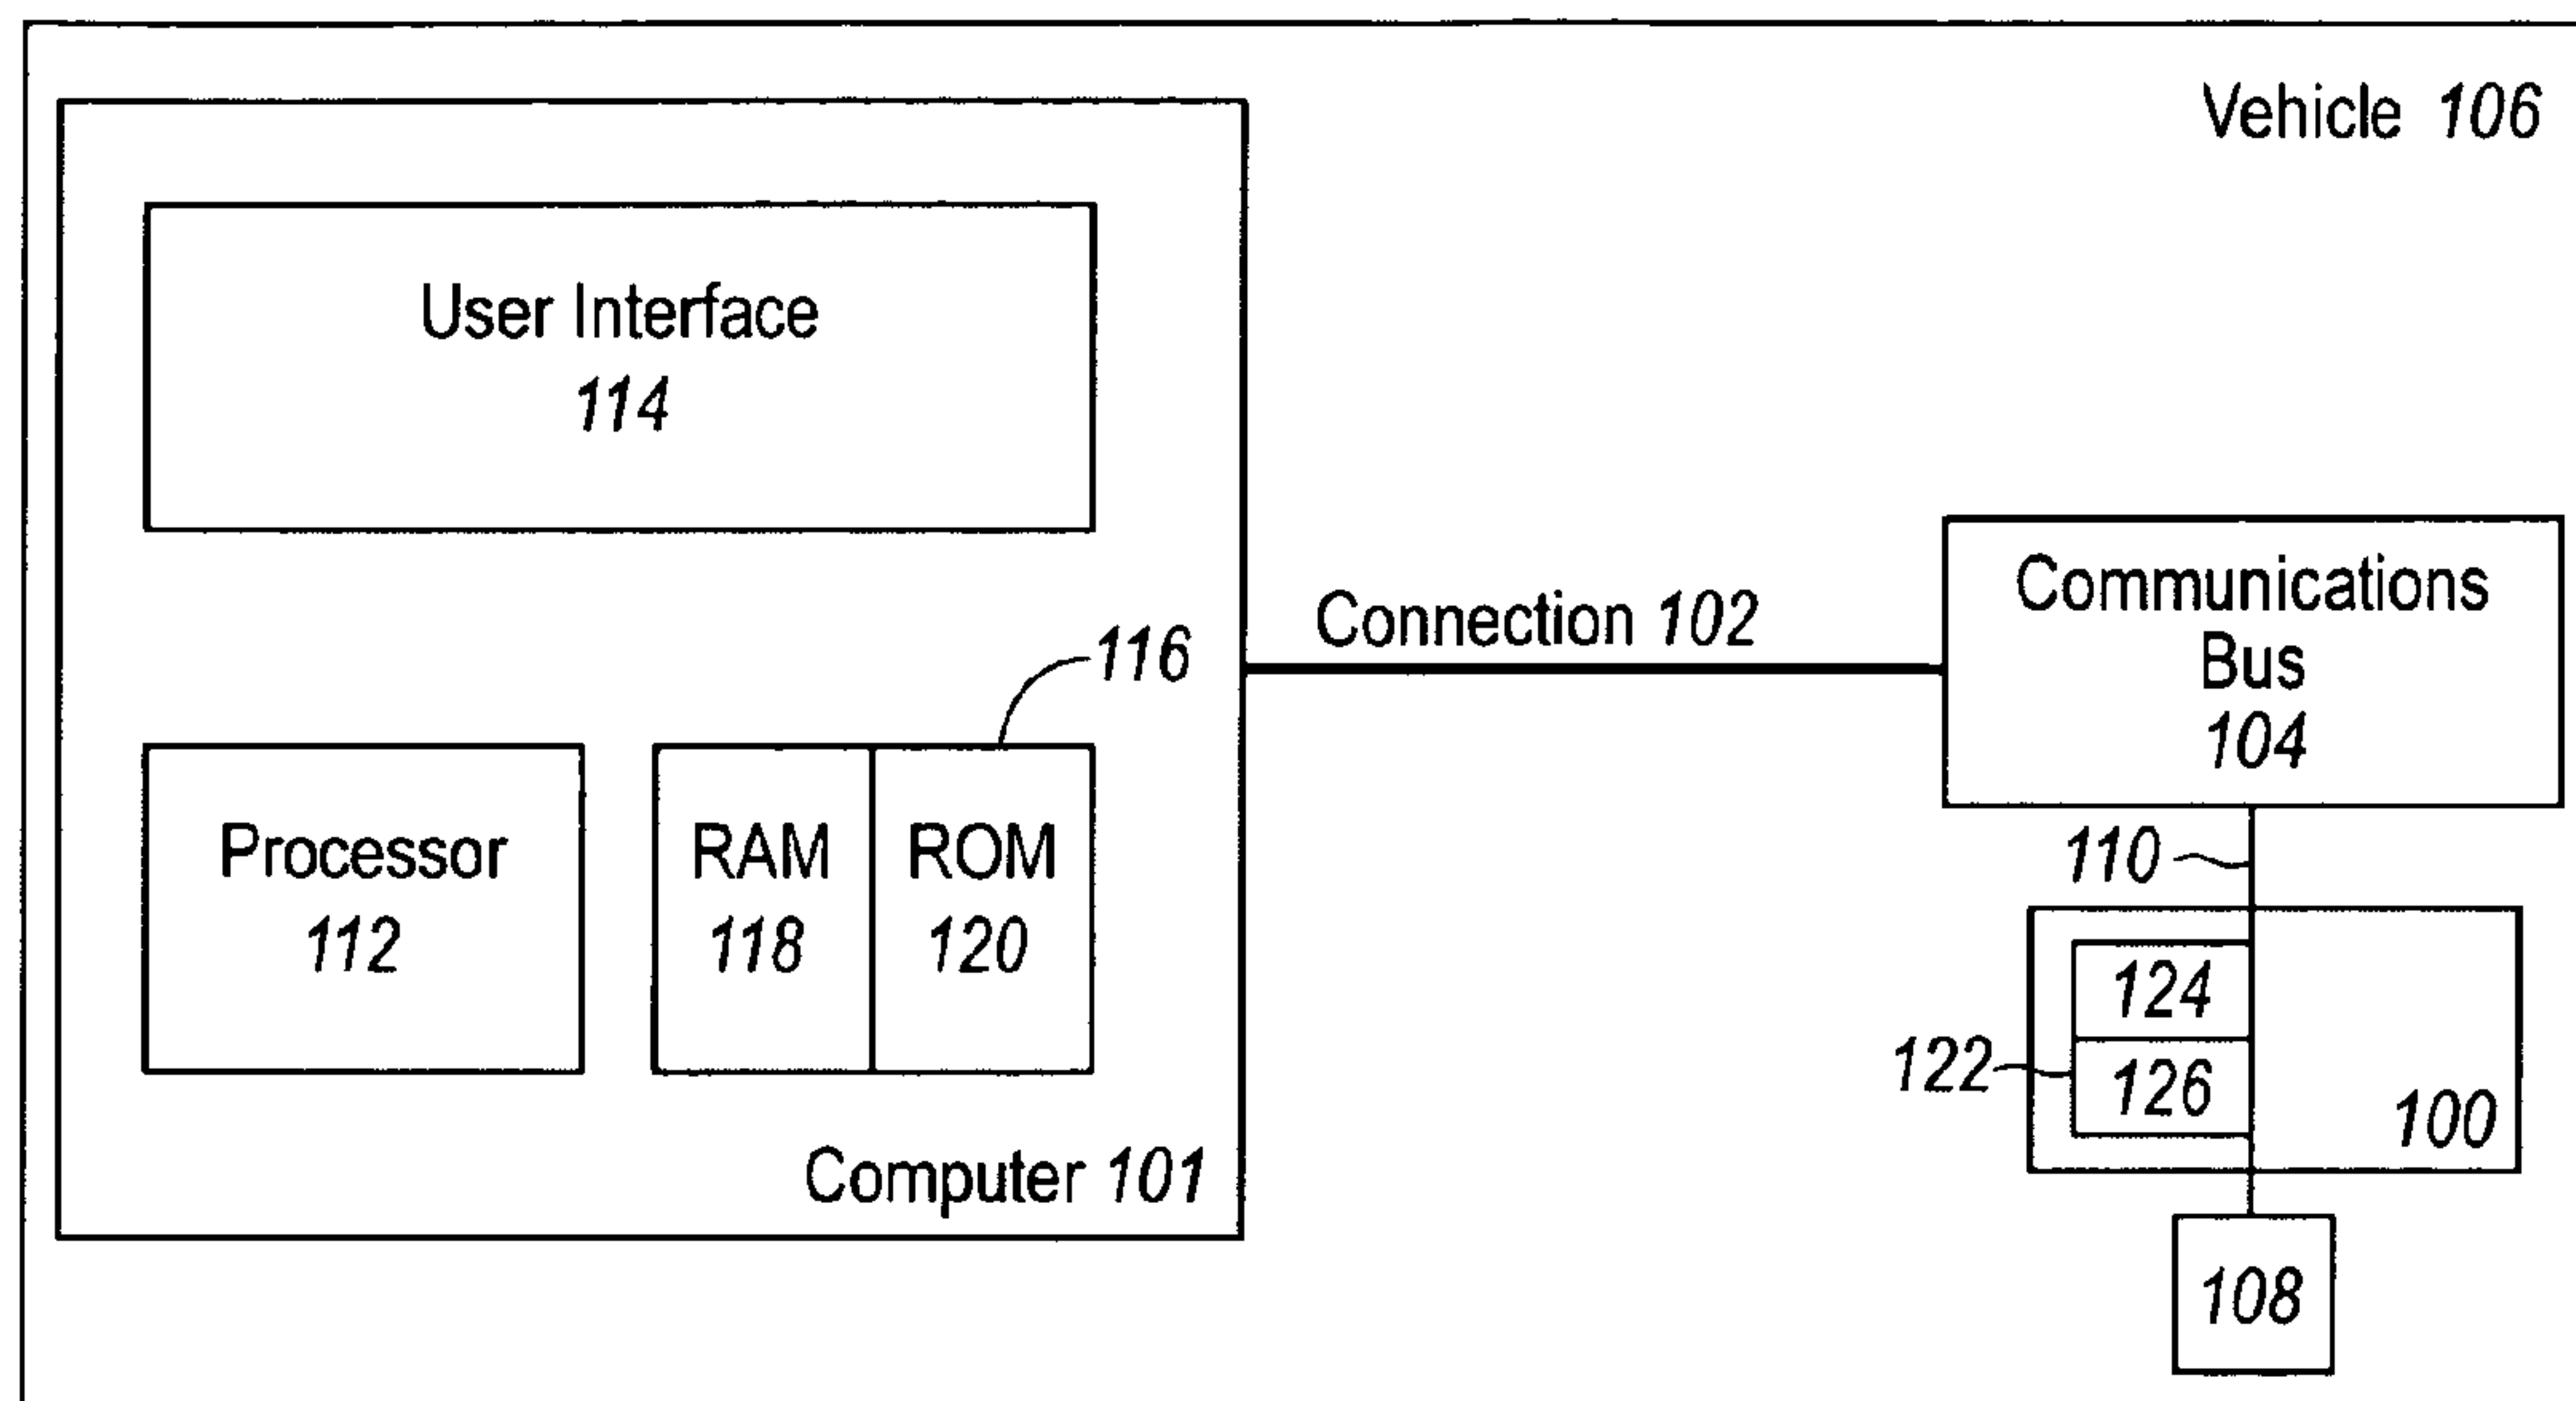 Vehicle 106
User Interface
114
Connection 102
Communications
Bus
104
116
Processor
112
RAM
118
ROM
120
Computer 101
110
124
122
126
100
108